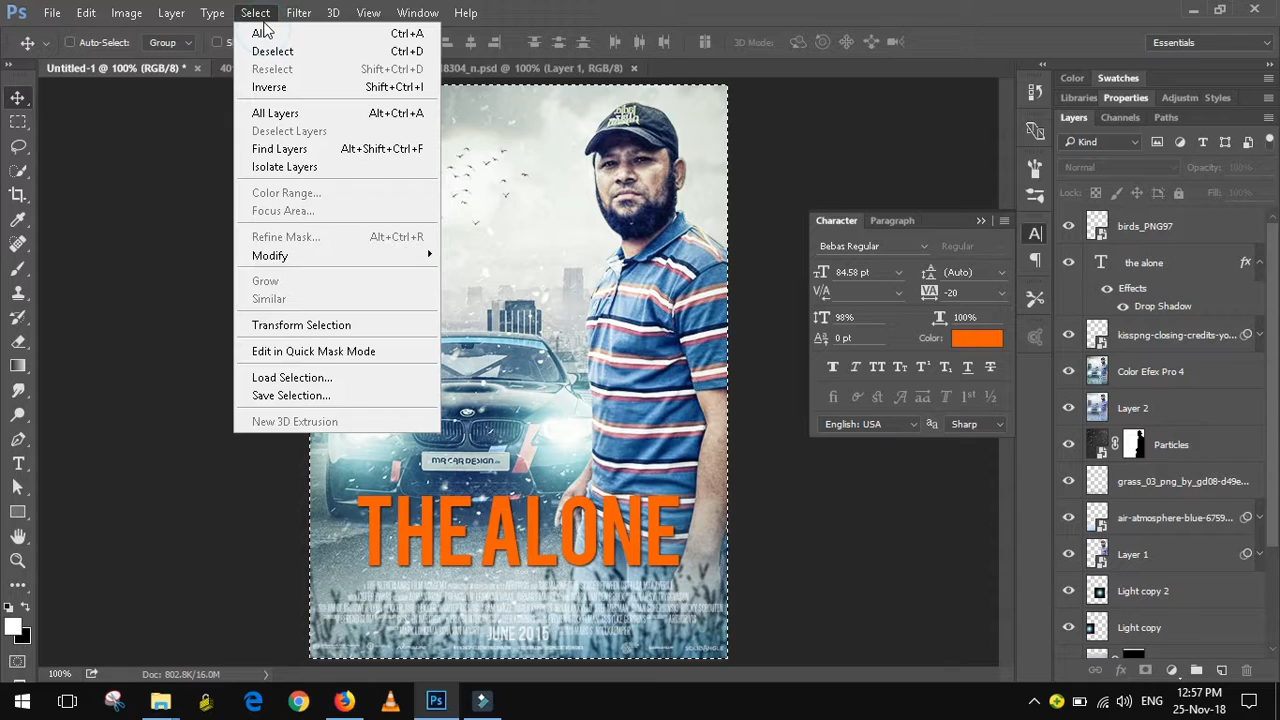 Ps File Edit Image Layer Type Select Filter 3D View Window Help
Auto-Select: Group 3D Mode: Essentials
Untitled-1 @ 100% (RGB/8) * × 40 18304_n.psd @ 100% (Layer 1, RGB/8) ×
All Ctrl+A
Deselect Ctrl+D
Reselect Shift+Ctrl+D
Inverse Shift+Ctrl+I
All Layers Alt+Ctrl+A
Deselect Layers
Find Layers Alt+Shift+Ctrl+F
Isolate Layers
Color Range...
Focus Area...
Refine Mask... Alt+Ctrl+R
Modify
Grow
Similar
Transform Selection
Edit in Quick Mask Mode
Load Selection...
Save Selection...
New 3D Extrusion
MR CAR DESIGN
THE ALONE
JUNE 2016
Character Paragraph
Bebas Regular Regular
84.58 pt (Auto)
-20
98% 100%
0 pt Color:
English: USA Sharp
Color Swatches
Libraries Properties Adjustm Styles
Layers Channels Paths
Kind
Normal Opacity: 100%
Lock: Fill: 100%
birds_PNG97
the alone fx
Effects
Drop Shadow
kisspng-closing-credits-yo...
Color Efex Pro 4
Layer 2
Particles
grass_03_png_by_gd08-d49e...
air-atmosphere-blue-6759...
Layer 1
Light copy 2
Light copy
100% Doc: 802.8K/16.0M
ENG 12:57 PM
25-Nov-18